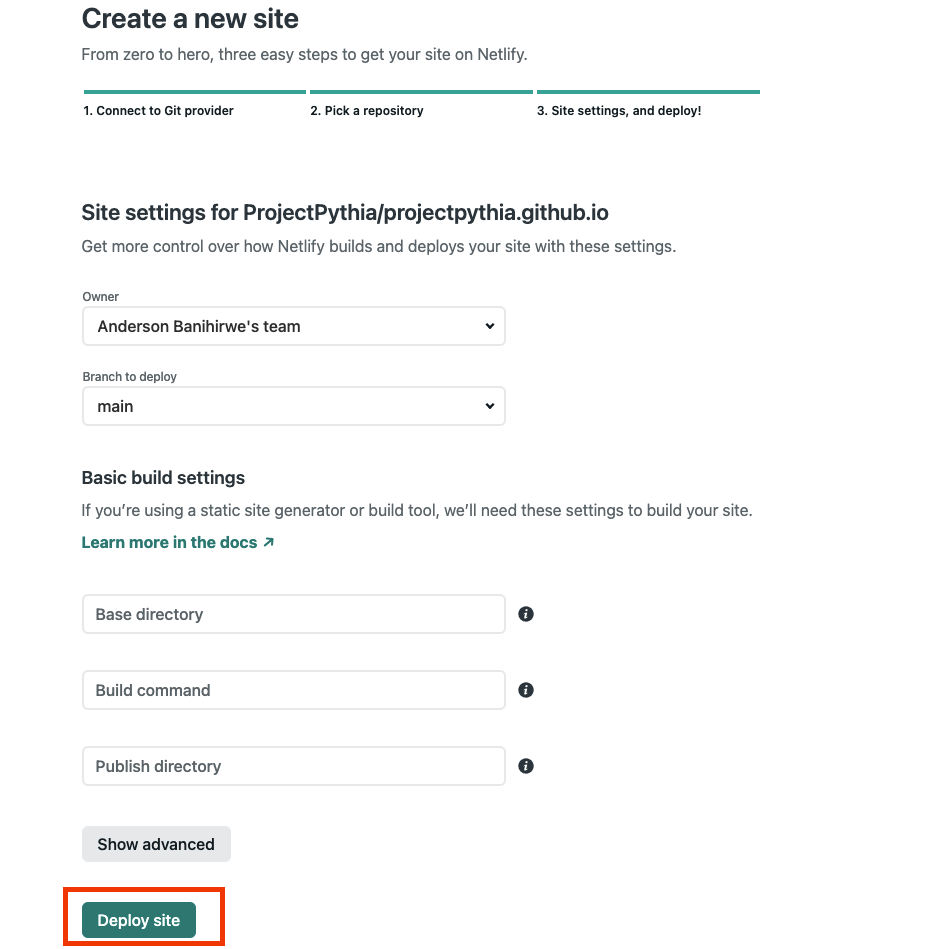 Create a new site
From zero to hero, three easy steps to get your site on Netlify.
1. Connect to Git provider
2. Pick a repository
3. Site settings, and deploy!
Site settings for ProjectPythia/projectpythia.github.io
Get more control over how Netlify builds and deploys your site with these settings.
Owner
Anderson Banihirwe's team
Branch to deploy
main
Basic build settings
If you’re using a static site generator or build tool, we’ll need these settings to build your site.
Learn more in the docs ↗
Base directory
Build command
Publish directory
Show advanced
Deploy site